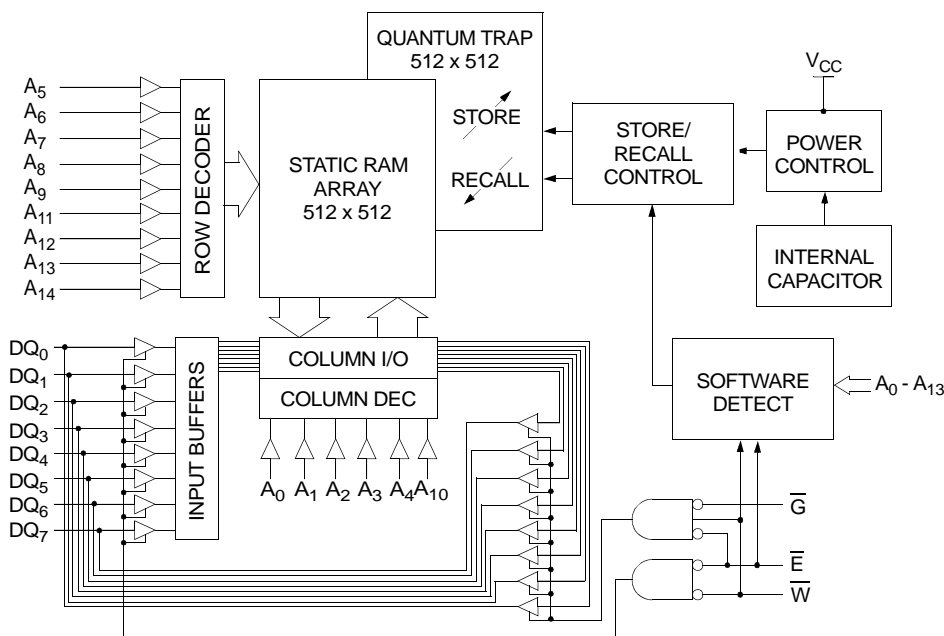 QUANTUM TRAP
512 x 512
STORE
RECALL
A5
A6
A7
A8
A9
A11
A12
A13
A14
ROW DECODER
STATIC RAM
ARRAY
512 x 512
STORE/
RECALL
CONTROL
VCC
POWER
CONTROL
INTERNAL
CAPACITOR
DQ0
DQ1
DQ2
DQ3
DQ4
DQ5
DQ6
DQ7
INPUT BUFFERS
COLUMN I/O
COLUMN DEC
A0 A1 A2 A3 A4 A10
SOFTWARE
DETECT
A0 - A13
G̅
E̅
W̅